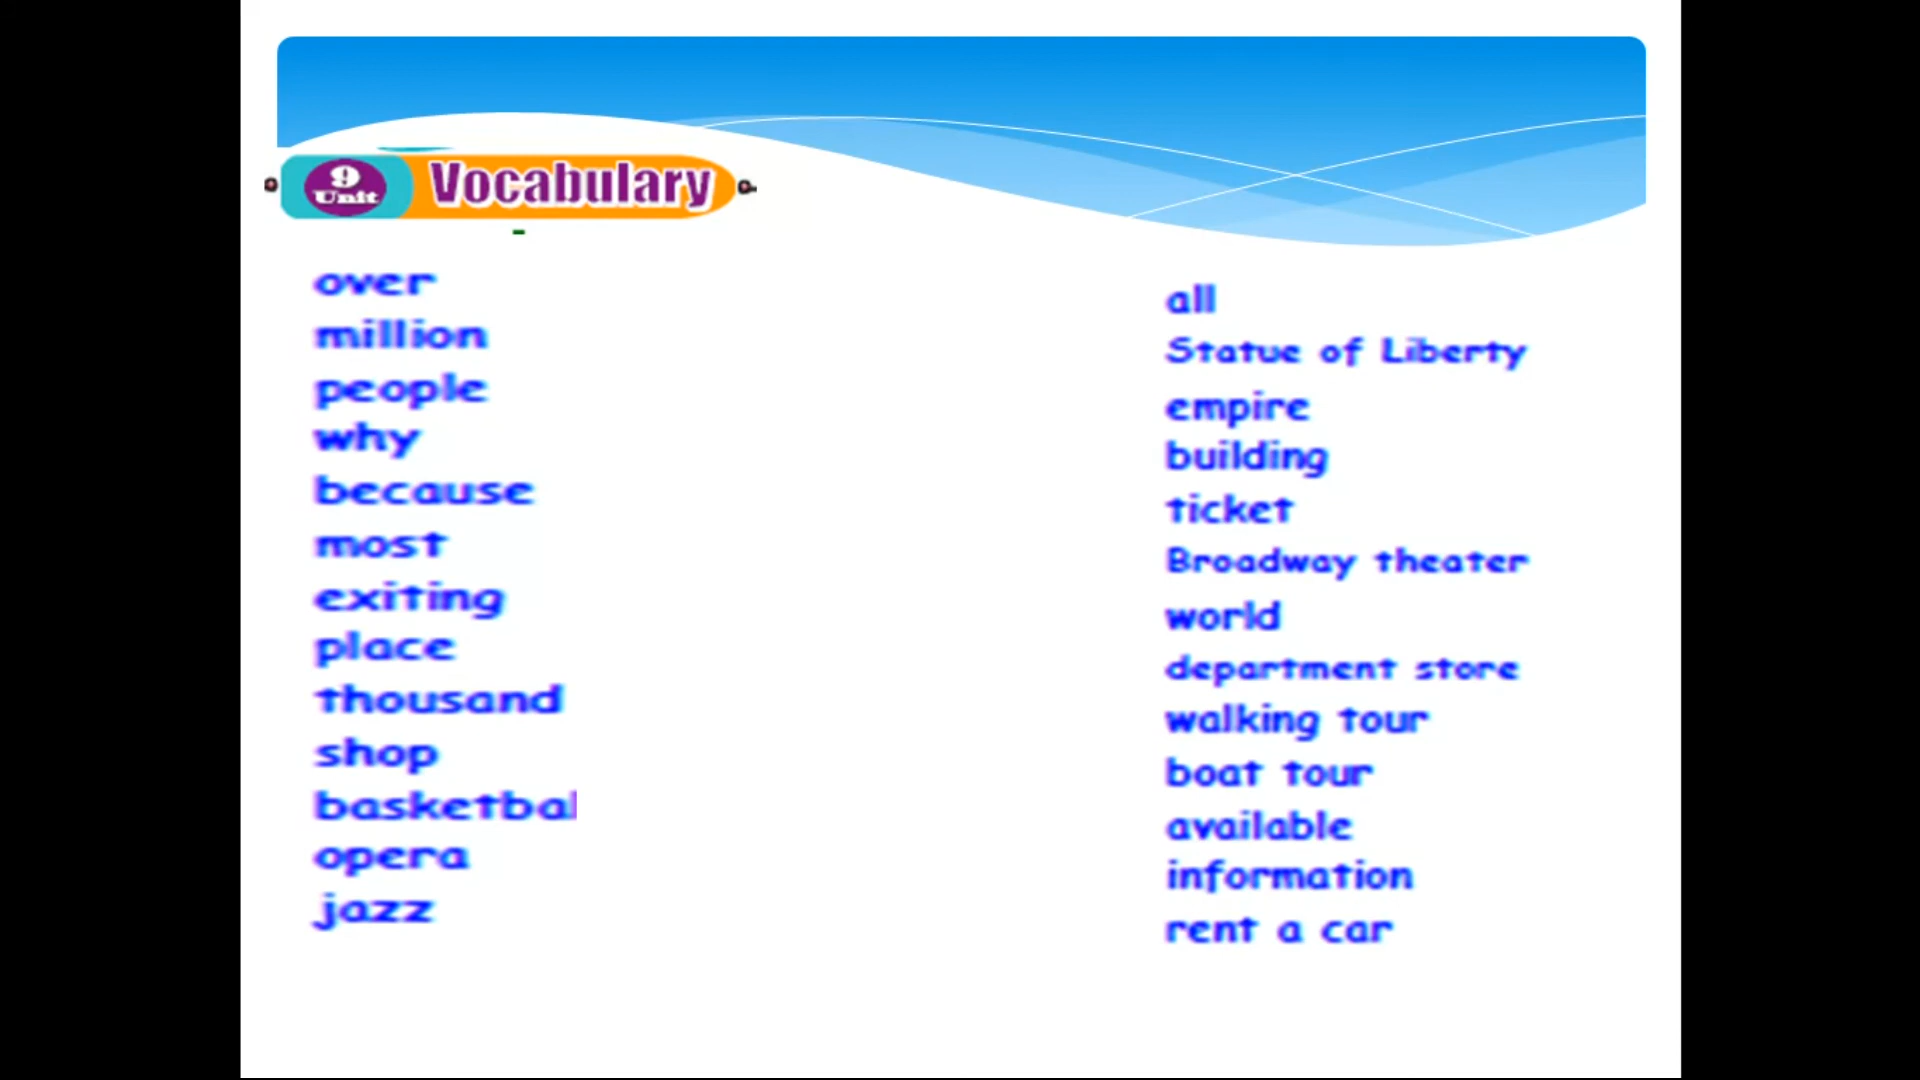 9
Unit
Vocabulary
over
million
people
why
because
most
exiting
place
thousand
shop
basketbal
opera
jazz
all
Statue of Liberty
empire
building
ticket
Broadway theater
world
department store
walking tour
boat tour
available
information
rent a car